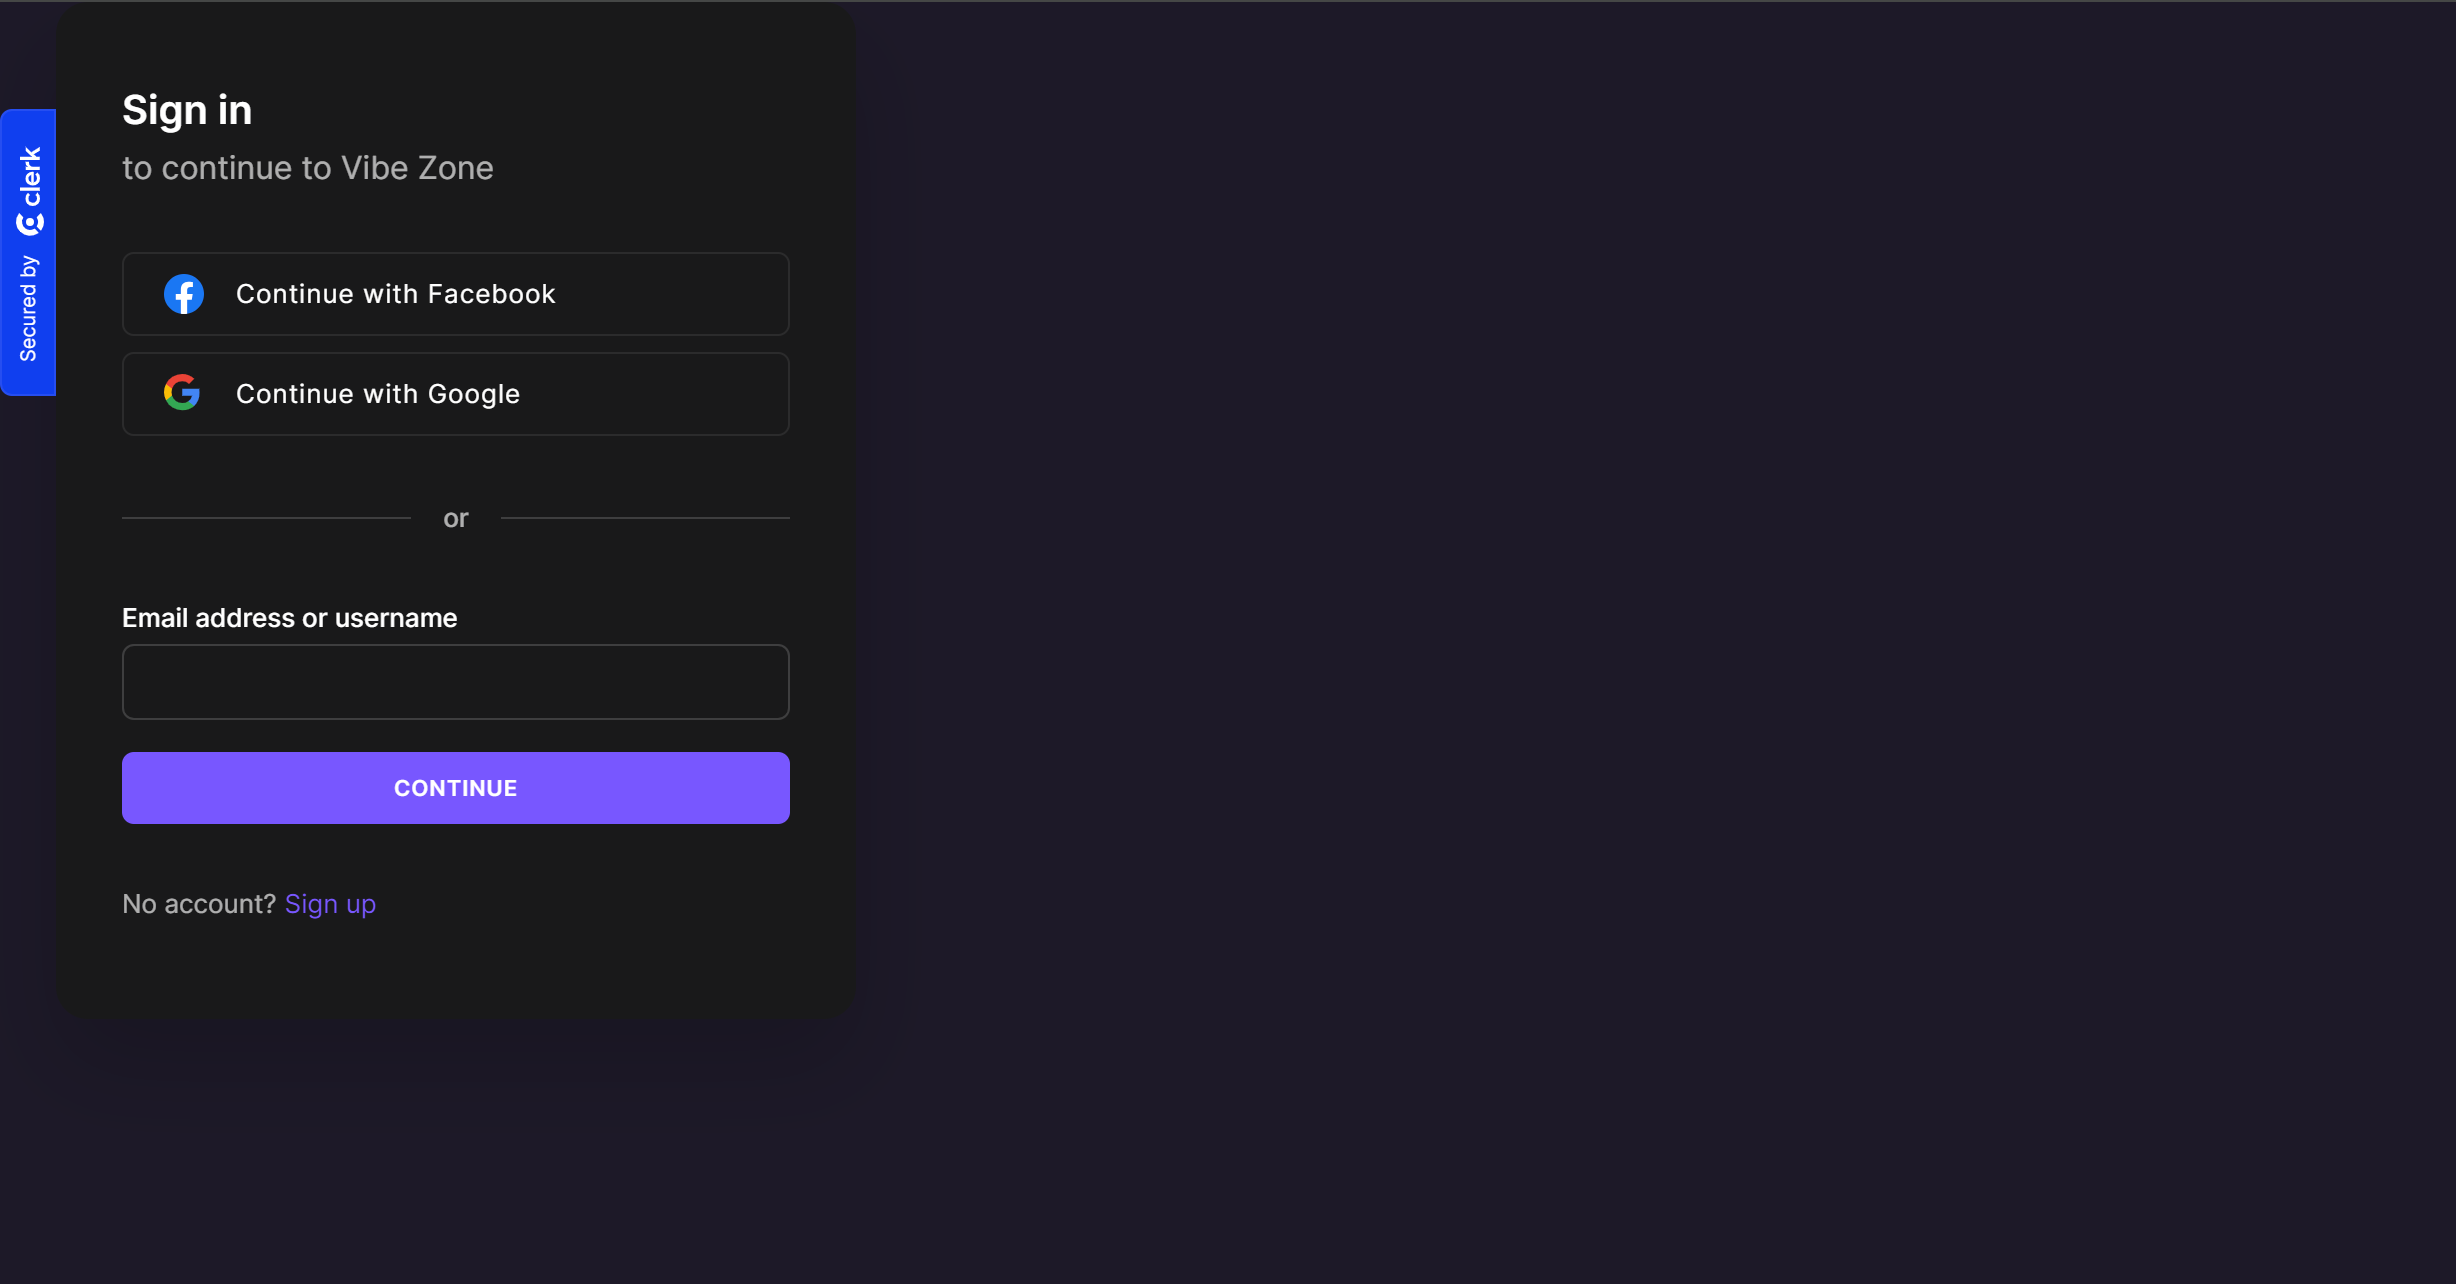 Sign in
to continue to Vibe Zone
Secured by clerk
Continue with Facebook
Continue with Google
or
Email address or username
CONTINUE
No account? Sign up